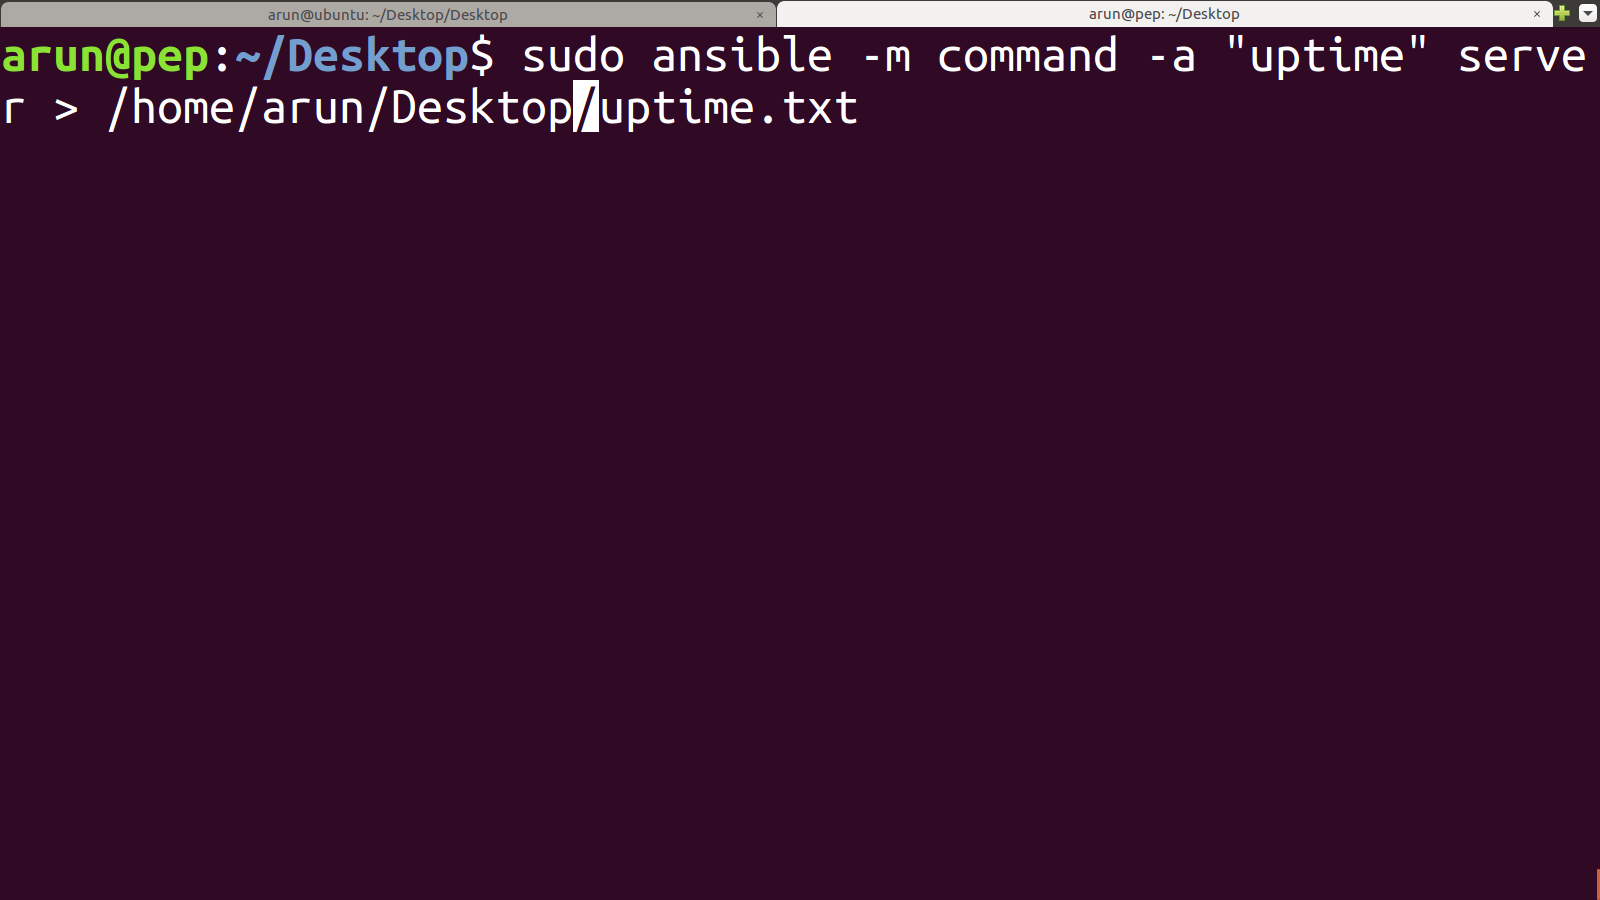 arun@ubuntu: ~/Desktop/Desktop × arun@pep: ~/Desktop ×
arun@pep:~/Desktop$ sudo ansible -m command -a "uptime" serve
r > /home/arun/Desktop/uptime.txt